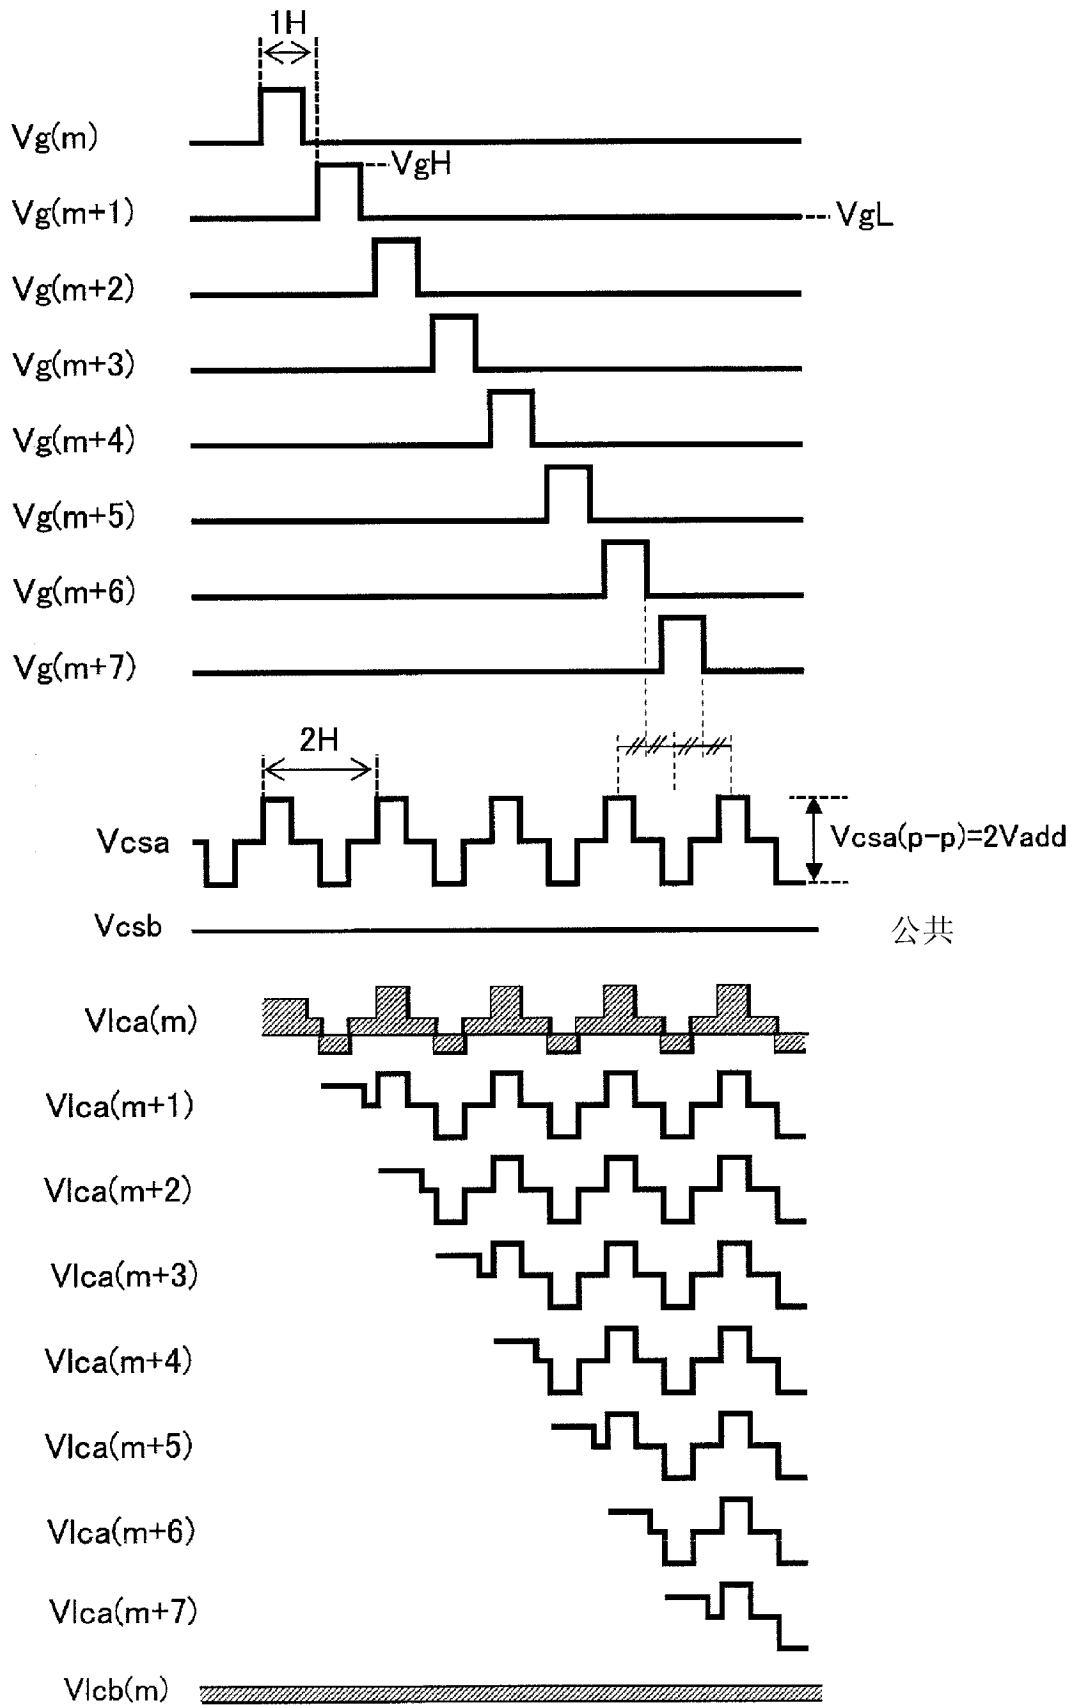 1H
Vg(m)
VgH
Vg(m+1)
VgL
Vg(m+2)
Vg(m+3)
Vg(m+4)
Vg(m+5)
Vg(m+6)
Vg(m+7)
2H
Vcsa
Vcsa(p-p)=2Vadd
Vcsb
公共
Vlca(m)
Vlca(m+1)
Vlca(m+2)
Vlca(m+3)
Vlca(m+4)
Vlca(m+5)
Vlca(m+6)
Vlca(m+7)
Vlcb(m)